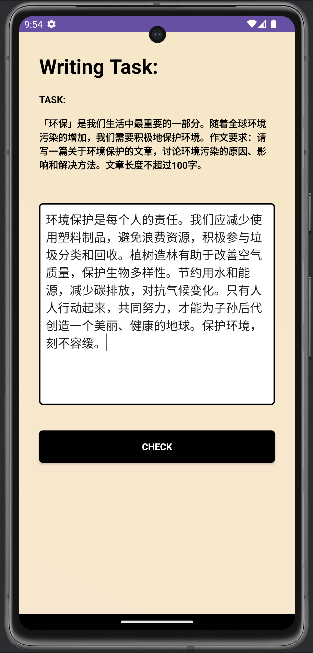 9:54
Writing Task:
TASK:
「环保」是我们生活中最重要的一部分。随着全球环境
污染的增加，我们需要积极地保护环境。作文要求：请
写一篇关于环境保护的文章，讨论环境污染的原因、影
响和解决方法。文章长度不超过100字。
环境保护是每个人的责任。我们应减少使
用塑料制品，避免浪费资源，积极参与垃
圾分类和回收。植树造林有助于改善空气
质量，保护生物多样性。节约用水和能
源，减少碳排放，对抗气候变化。只有人
人行动起来，共同努力，才能为子孙后代
创造一个美丽、健康的地球。保护环境，
刻不容缓。
CHECK